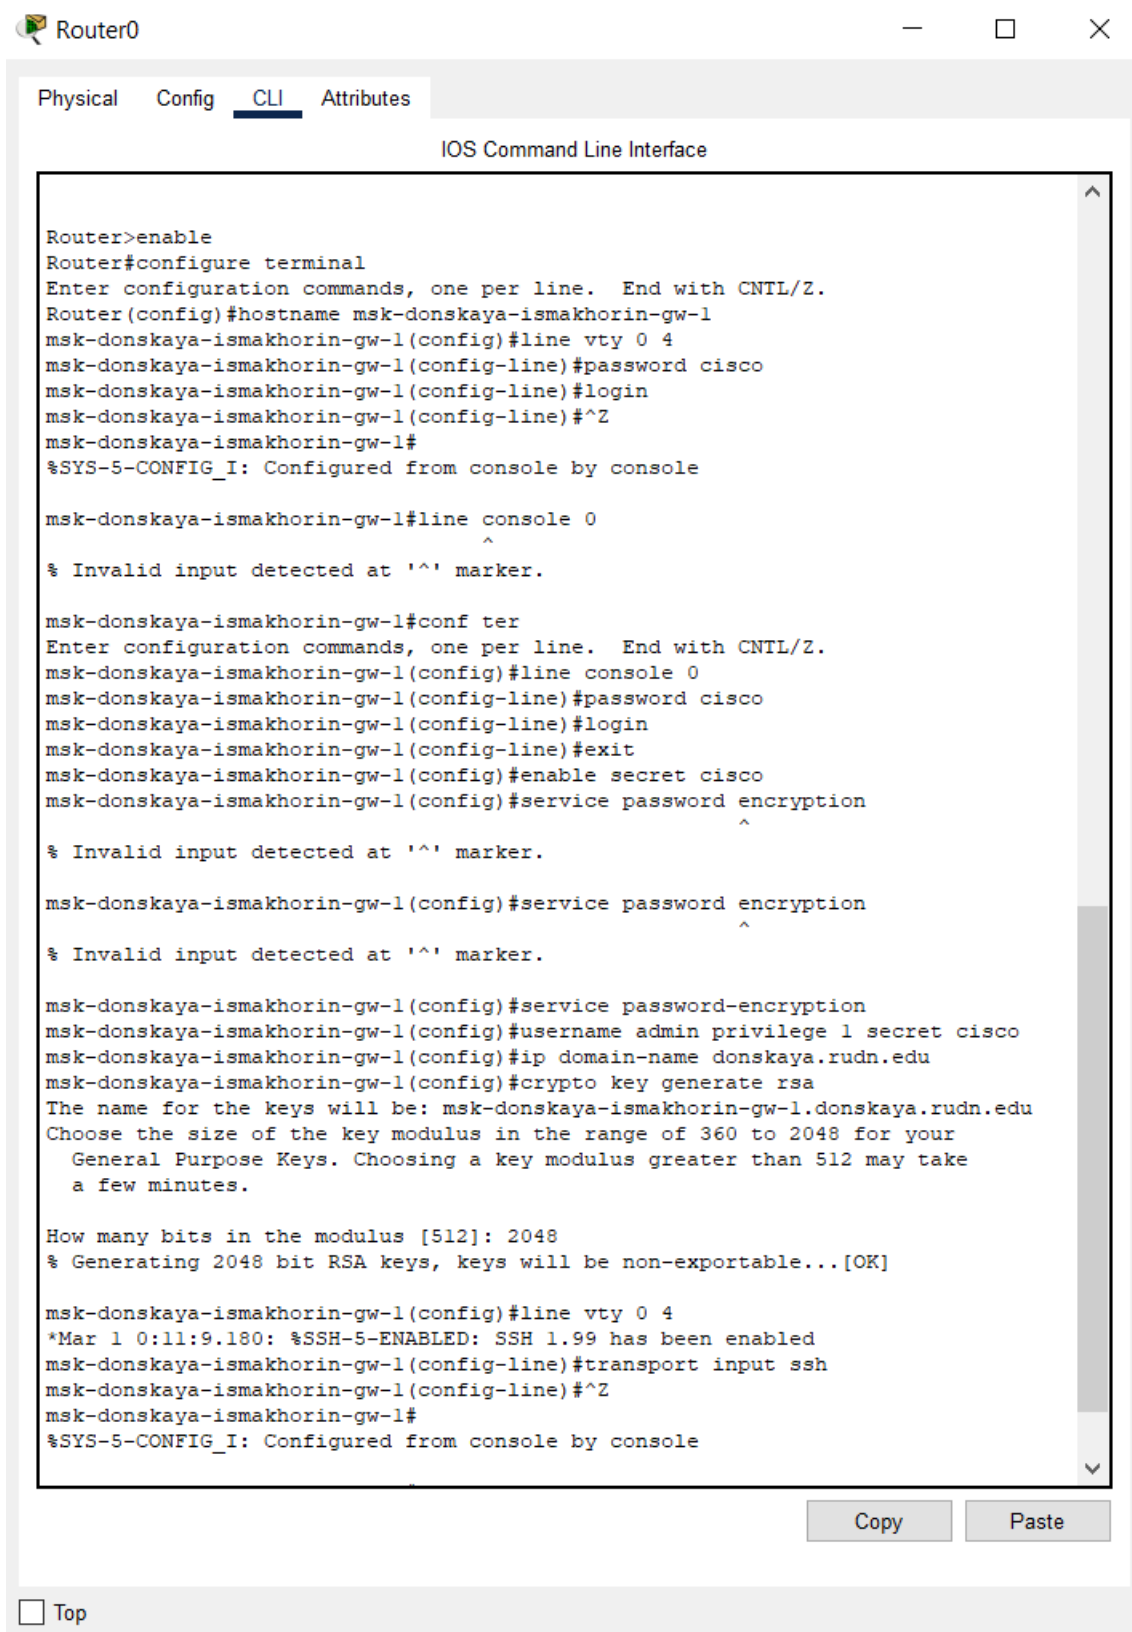 Router0
Physical Config CLI Attributes
IOS Command Line Interface
Router>enable
Router#configure terminal
Enter configuration commands, one per line.  End with CNTL/Z.
Router(config)#hostname msk-donskaya-ismakhorin-gw-1
msk-donskaya-ismakhorin-gw-1(config)#line vty 0 4
msk-donskaya-ismakhorin-gw-1(config-line)#password cisco
msk-donskaya-ismakhorin-gw-1(config-line)#login
msk-donskaya-ismakhorin-gw-1(config-line)#^Z
msk-donskaya-ismakhorin-gw-1#
%SYS-5-CONFIG_I: Configured from console by console
msk-donskaya-ismakhorin-gw-1#line console 0
^
% Invalid input detected at '^' marker.
msk-donskaya-ismakhorin-gw-1#conf ter
Enter configuration commands, one per line.  End with CNTL/Z.
msk-donskaya-ismakhorin-gw-1(config)#line console 0
msk-donskaya-ismakhorin-gw-1(config-line)#password cisco
msk-donskaya-ismakhorin-gw-1(config-line)#login
msk-donskaya-ismakhorin-gw-1(config-line)#exit
msk-donskaya-ismakhorin-gw-1(config)#enable secret cisco
msk-donskaya-ismakhorin-gw-1(config)#service password encryption
^
% Invalid input detected at '^' marker.
msk-donskaya-ismakhorin-gw-1(config)#service password encryption
^
% Invalid input detected at '^' marker.
msk-donskaya-ismakhorin-gw-1(config)#service password-encryption
msk-donskaya-ismakhorin-gw-1(config)#username admin privilege 1 secret cisco
msk-donskaya-ismakhorin-gw-1(config)#ip domain-name donskaya.rudn.edu
msk-donskaya-ismakhorin-gw-1(config)#crypto key generate rsa
The name for the keys will be: msk-donskaya-ismakhorin-gw-1.donskaya.rudn.edu
Choose the size of the key modulus in the range of 360 to 2048 for your
General Purpose Keys. Choosing a key modulus greater than 512 may take
a few minutes.
How many bits in the modulus [512]: 2048
% Generating 2048 bit RSA keys, keys will be non-exportable...[OK]
msk-donskaya-ismakhorin-gw-1(config)#line vty 0 4
*Mar 1 0:11:9.180: %SSH-5-ENABLED: SSH 1.99 has been enabled
msk-donskaya-ismakhorin-gw-1(config-line)#transport input ssh
msk-donskaya-ismakhorin-gw-1(config-line)#^Z
msk-donskaya-ismakhorin-gw-1#
%SYS-5-CONFIG_I: Configured from console by console
Copy Paste
Top